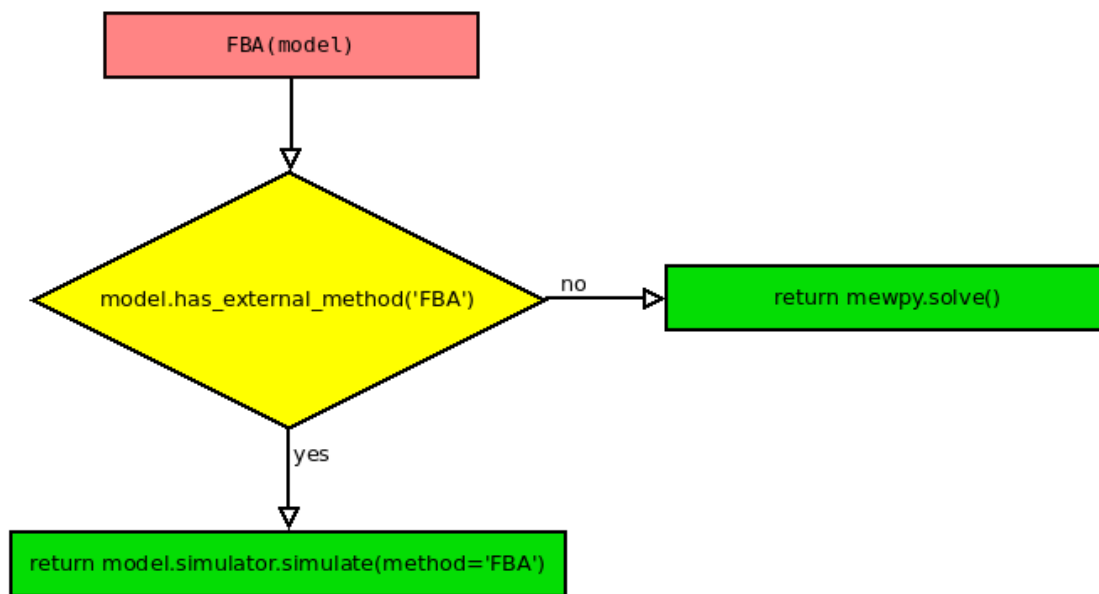 FBA(model)
model.has_external_method('FBA')
no
return mewpy.solve()
yes
return model.simulator.simulate(method='FBA')